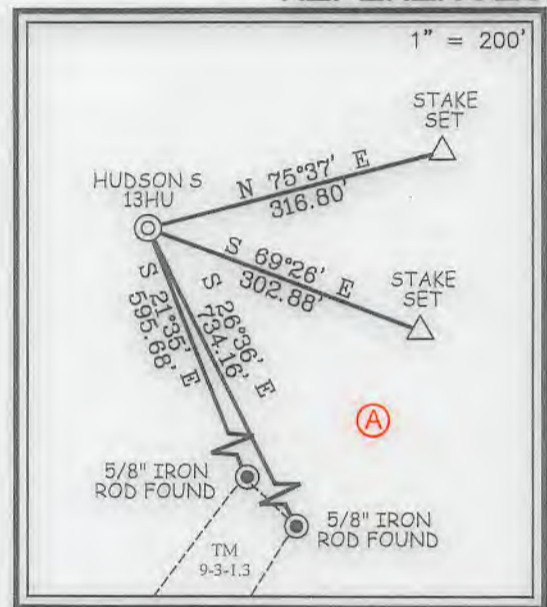 1" = 200'
STAKE
SET
HUDSON S
13HU
N 75°37' E
316.80'
S 69°26' E
302.88'
STAKE
SET
S 26°36' E
734.16'
S 21°35' E
595.68'
A
5/8" IRON
ROD FOUND
5/8" IRON
ROD FOUND
TM
9-3-1.3